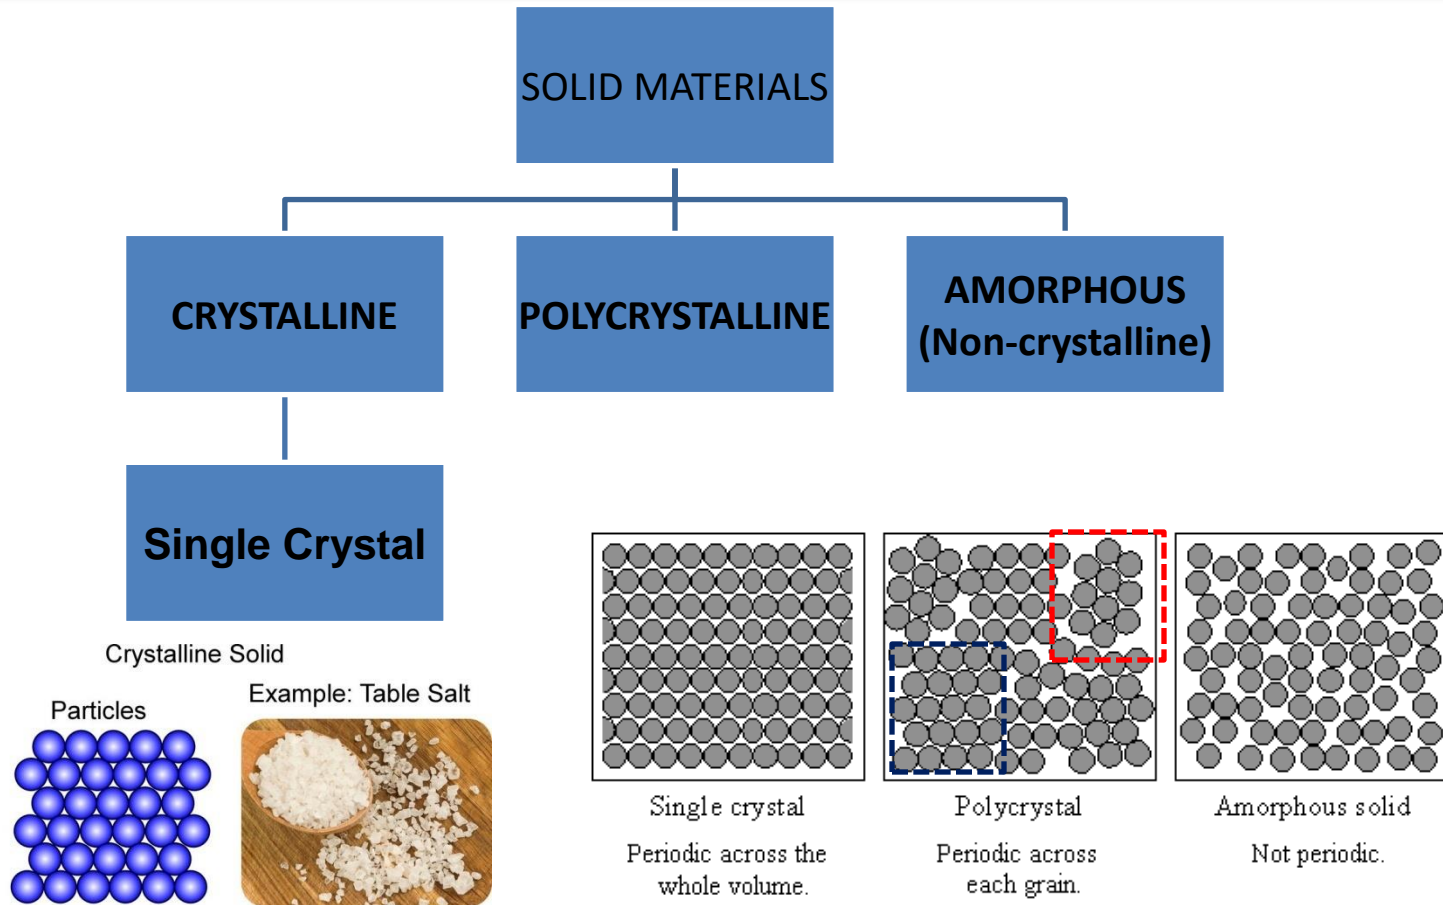 SOLID MATERIALS
CRYSTALLINE
POLYCRYSTALLINE
AMORPHOUS
(Non-crystalline)
Single Crystal
Crystalline Solid
Particles
Example: Table Salt
Single crystal
Periodic across the
whole volume.
Polycrystal
Periodic across
each grain.
Amorphous solid
Not periodic.